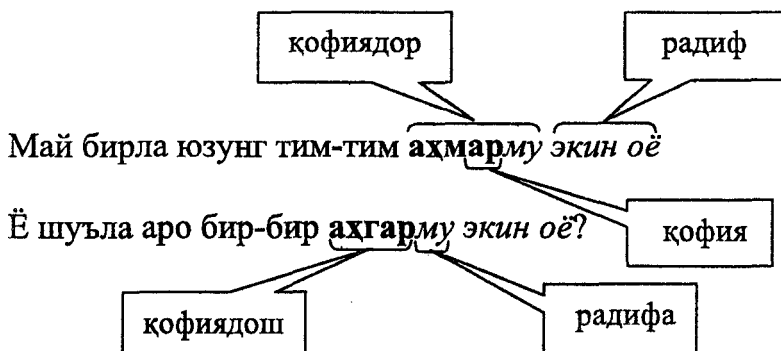 қофиядор
радиф
Май бирла юзунг тим-тим аҳмарму экин оё
Ё шуъла аро бир-бир аҳгарму экин оё?
қофия
қофиядош
радифа